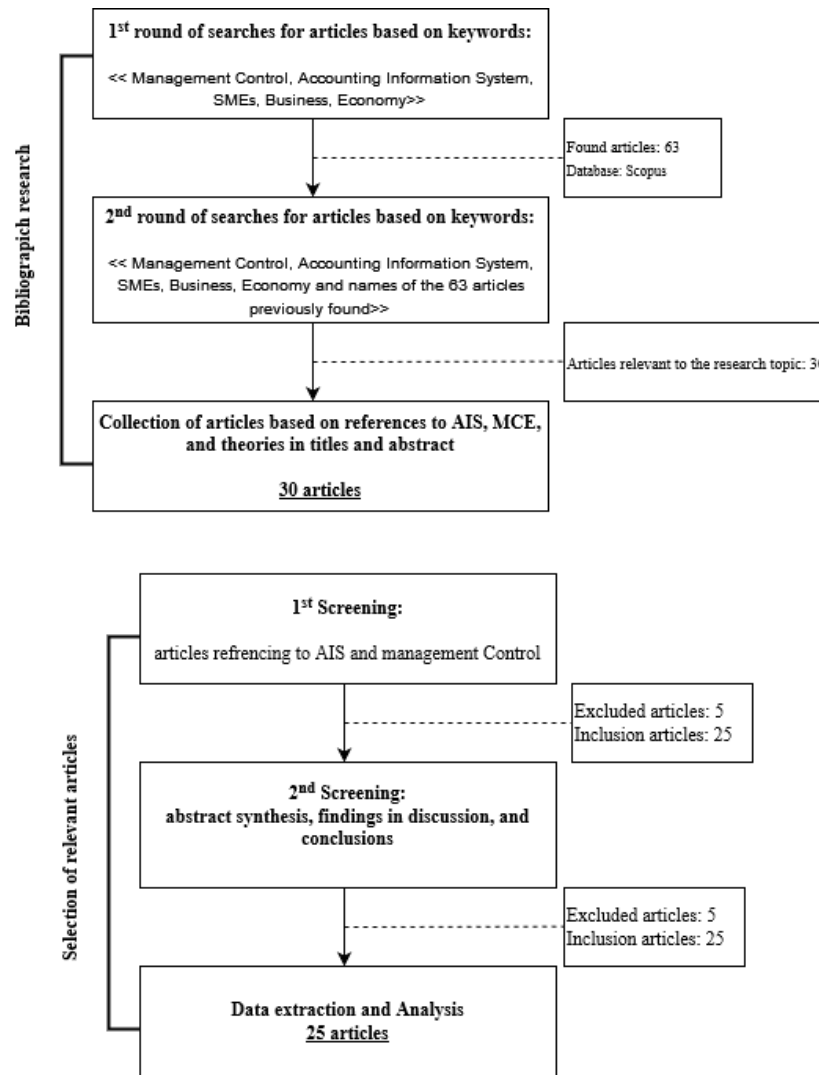 1st round of searches for articles based on keywords:
<< Management Control, Accounting Information System,
SMEs, Business, Economy>>
Found articles: 63
Database: Scopus
2nd round of searches for articles based on keywords:
<< Management Control, Accounting Information System,
SMEs, Business, Economy and names of the 63 articles
previously found>>
Articles relevant to the research topic: 30
Collection of articles based on references to AIS, MCE,
and theories in titles and abstract
30 articles
Bibliograpich research
1st Screening:
articles refrencing to AIS and management Control
Excluded articles: 5
Inclusion articles: 25
2nd Screening:
abstract synthesis, findings in discussion, and
conclusions
Excluded articles: 5
Inclusion articles: 25
Data extraction and Analysis
25 articles
Selection of relevant articles